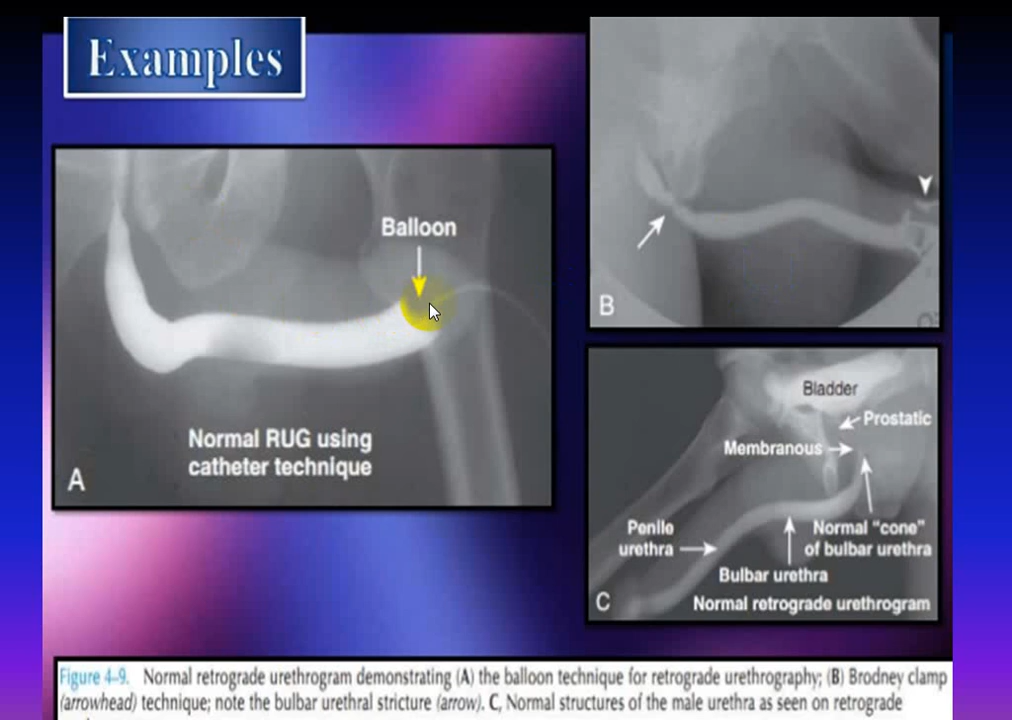 Examples
Balloon
Normal RUG using
catheter technique
A
B
Bladder
Prostatic
Membranous
Penile
urethra
Normal "cone"
of bulbar urethra
Bulbar urethra
C
Normal retrograde urethrogram
Figure 4-9. Normal retrograde urethrogram demonstrating (A) the balloon technique for retrograde urethrography; (B) Brodney clamp
(arrowhead) technique; note the bulbar urethral stricture (arrow). C, Normal structures of the male urethra as seen on retrograde